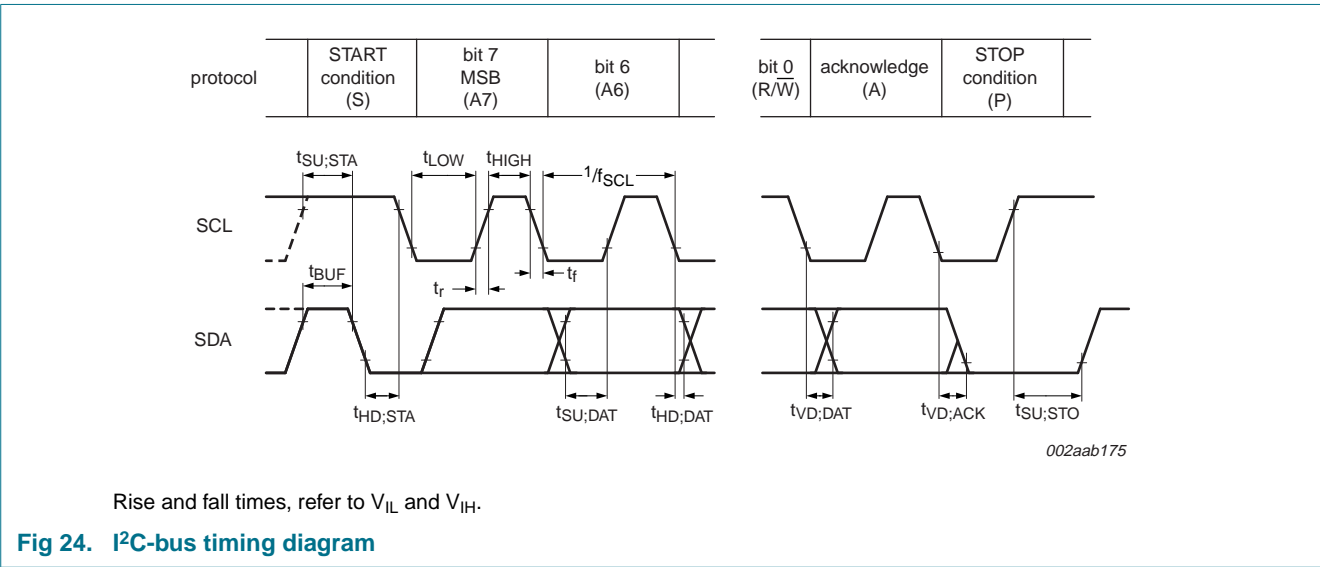 protocol
START
condition
(S)
bit 7
MSB
(A7)
bit 6
(A6)
bit 0
(R/W̅)
acknowledge
(A)
STOP
condition
(P)
tSU;STA
tLOW
tHIGH
1/fSCL
SCL
tBUF
tr
tf
SDA
tHD;STA
tSU;DAT
tHD;DAT
tVD;DAT
tVD;ACK
tSU;STO
002aab175
Rise and fall times, refer to VIL and VIH.
Fig 24. I²C-bus timing diagram